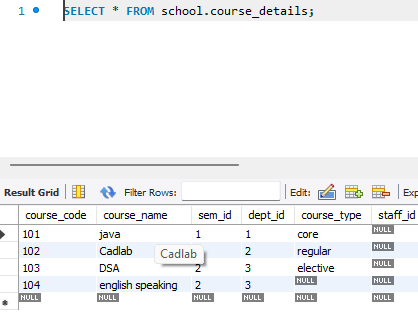 1 SELECT * FROM school.course_details;
Result Grid Filter Rows: Edit: Exp
course_code course_name sem_id dept_id course_type staff_id
101 java 1 1 core NULL
102 Cadlab 2 regular NULL
Cadlab
103 DSA 2 3 elective NULL
104 english speaking 2 3 NULL NULL
NULL NULL NULL NULL NULL NULL